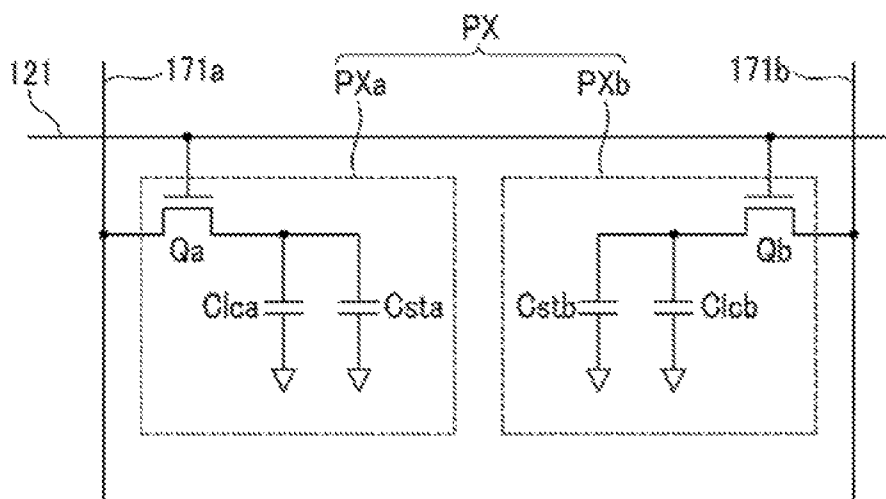 PX
121
171a
PXa
PXb
171b
Qa
Qb
Clca
Csta
Cstb
Clcb